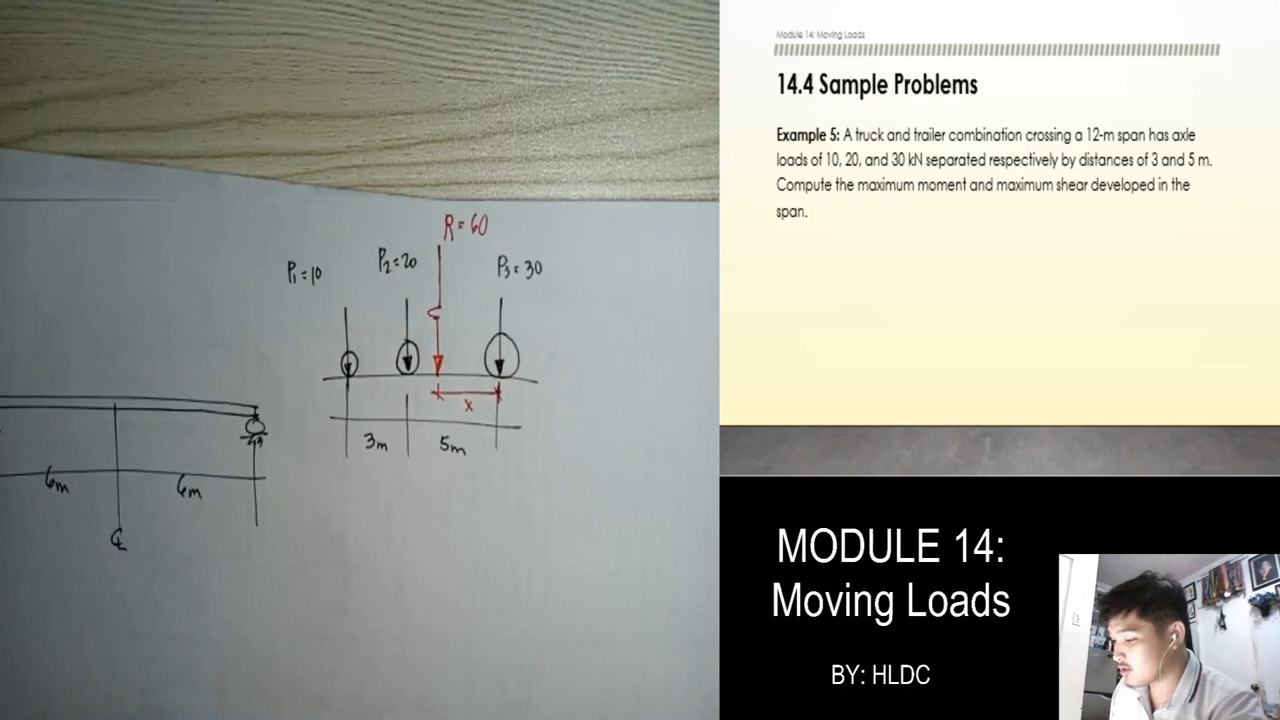 R = 60
P₁ = 10
P₂ = 20
P₃ = 30
x
3m
5m
6m
6m
℄
Module 14: Moving Loads
14.4 Sample Problems
Example 5: A truck and trailer combination crossing a 12-m span has axle
loads of 10, 20, and 30 kN separated respectively by distances of 3 and 5 m.
Compute the maximum moment and maximum shear developed in the
span.
MODULE 14:
Moving Loads
BY: HLDC